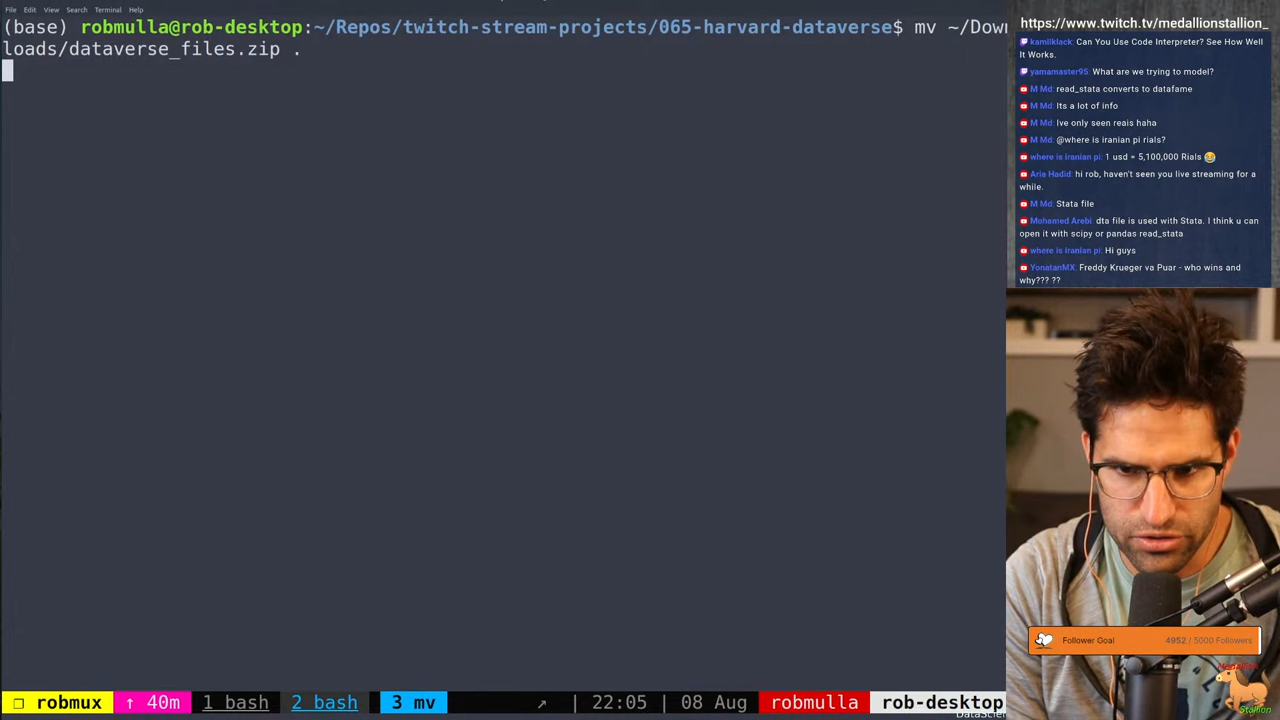 File Edit View Search Terminal Help
(base) robmulla@rob-desktop:~/Repos/twitch-stream-projects/065-harvard-dataverse$ mv ~/Down
loads/dataverse_files.zip .
https://www.twitch.tv/medallionstallion_
kamilklack: Can You Use Code Interpreter? See How Well
It Works.
yamamaster95: What are we trying to model?
M Md: read_stata converts to datafame
M Md: Its a lot of info
M Md: Ive only seen reais haha
M Md: @where is iranian pi rials?
where is iranian pi: 1 usd = 5,100,000 Rials 😂
Aria Hadid: hi rob, haven't seen you live streaming for a
while.
M Md: Stata file
Mohamed Arebi: dta file is used with Stata. I think u can
open it with scipy or pandas read_stata
where is iranian pi: Hi guys
YonatanMX: Freddy Krueger va Puar - who wins and
why??? ??
Follower Goal 4952 / 5000 Followers
Medallion
Stallion
❐ robmux ↑ 40m 1 bash 2 bash 3 mv ↗ | 22:05 | 08 Aug robmulla rob-desktop